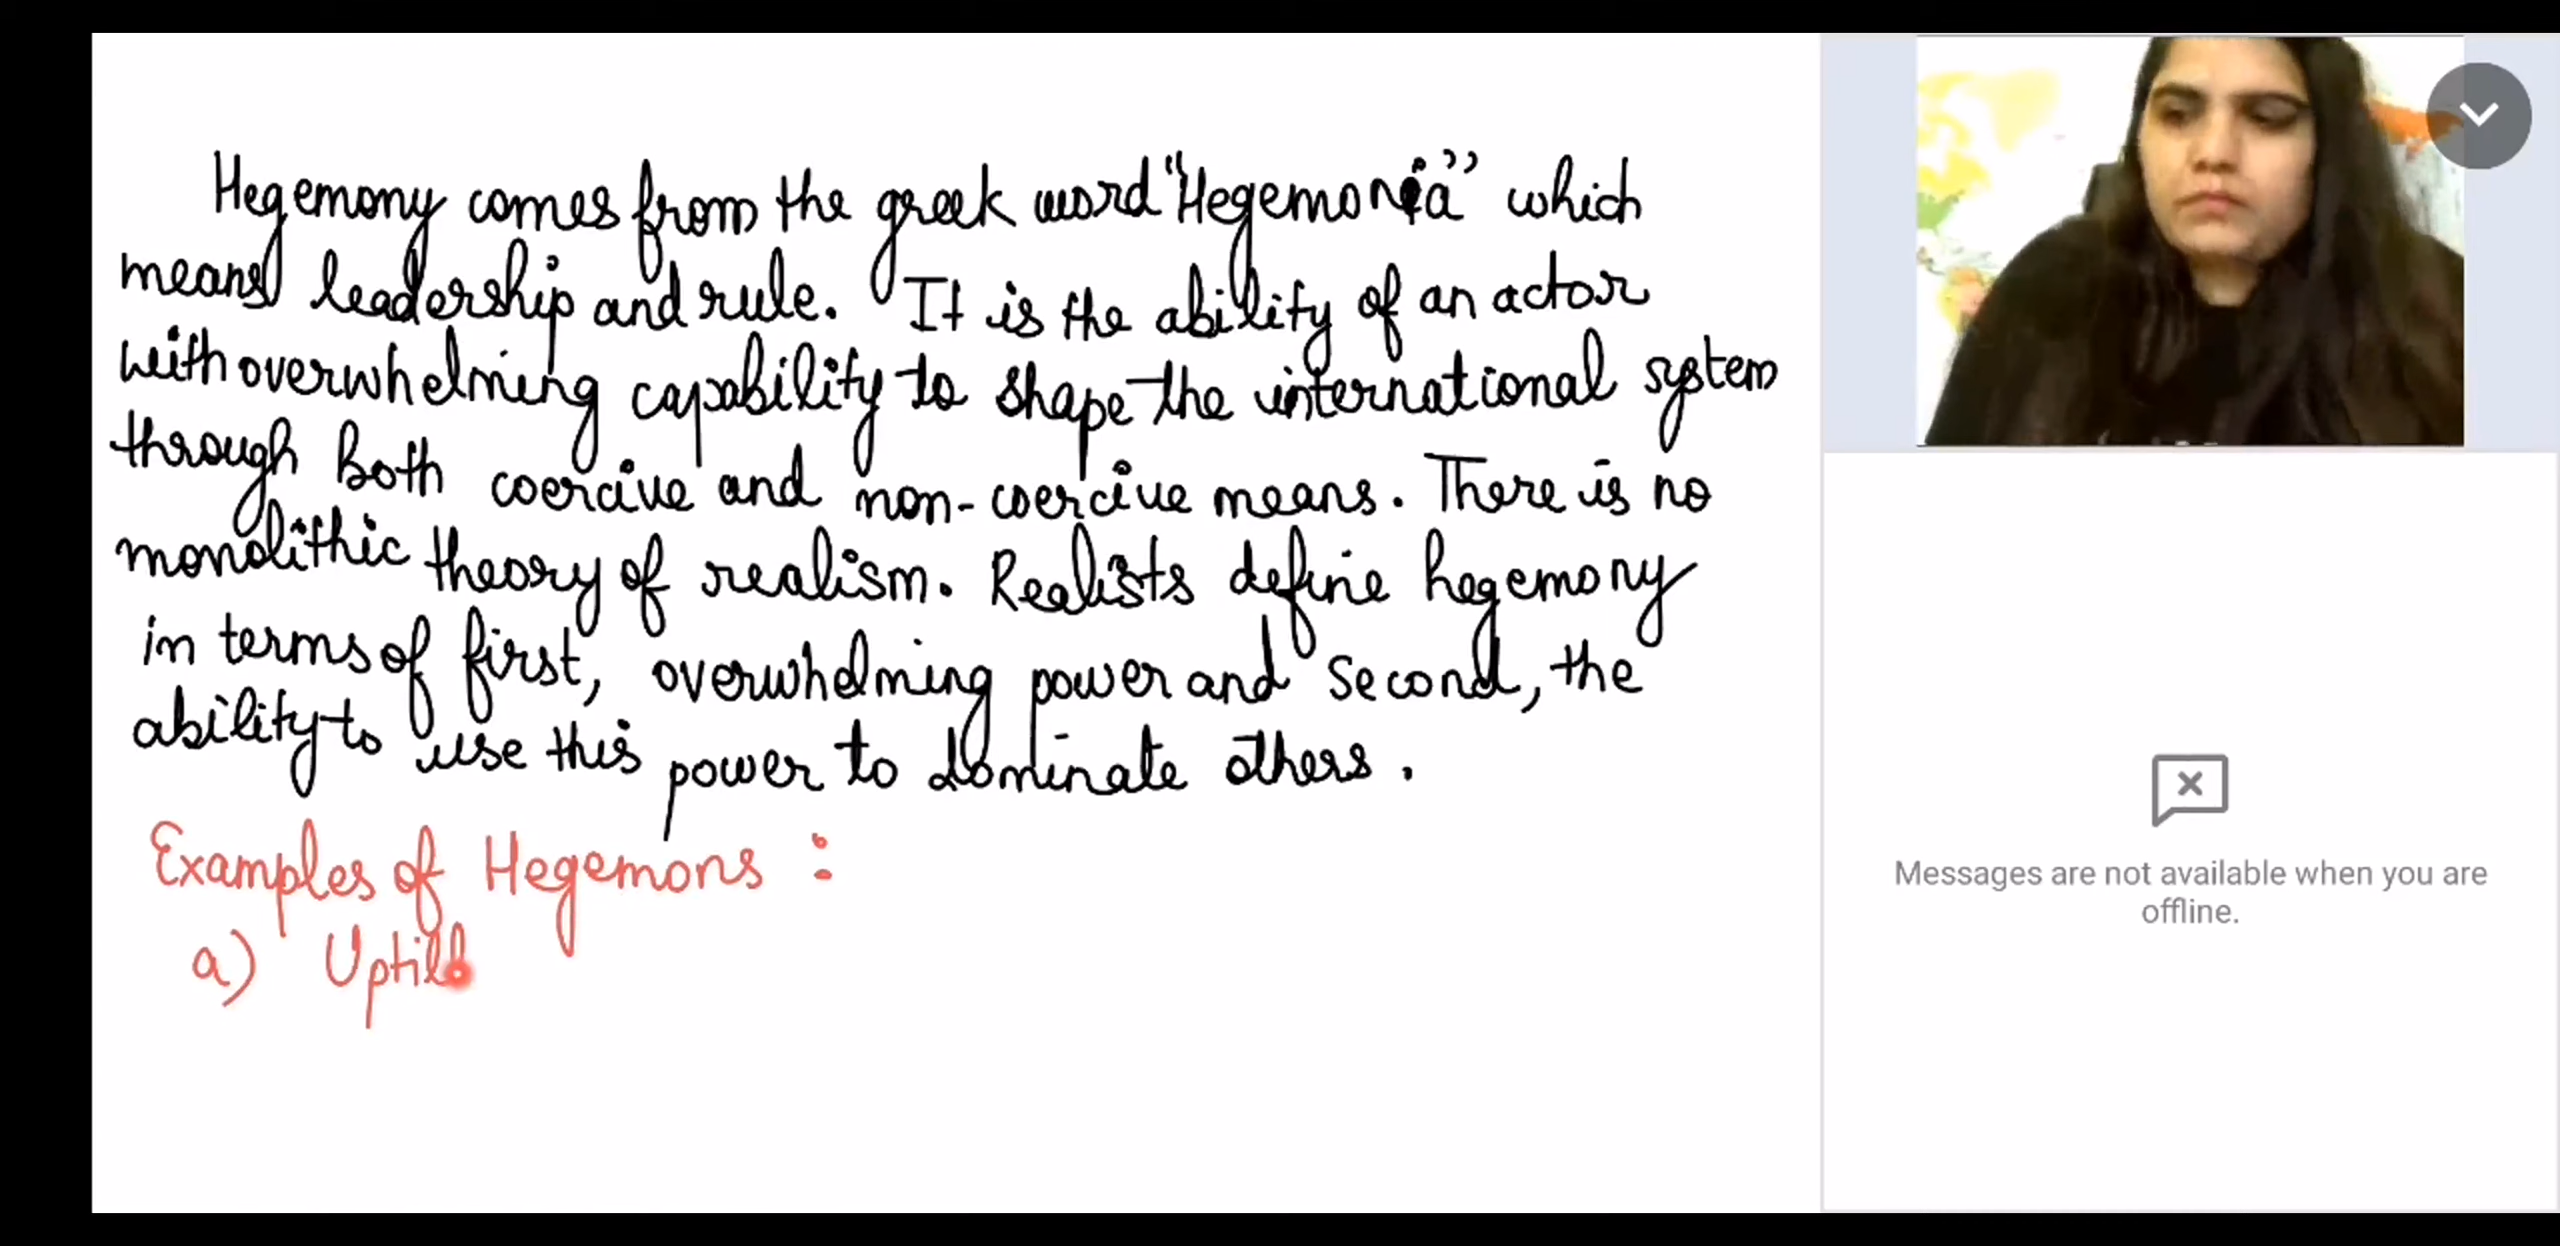 Hegemony comes from the greek word "Hegemonia" which
means leadership and rule. It is the ability of an actor
with overwhelming capability to shape the international system
through both coercive and non-coercive means. There is no
monolithic theory of realism. Realists define hegemony
in terms of first, overwhelming power and second, the
ability to use this power to dominate others.
Examples of Hegemons :
a) Uptill
Messages are not available when you are
offline.